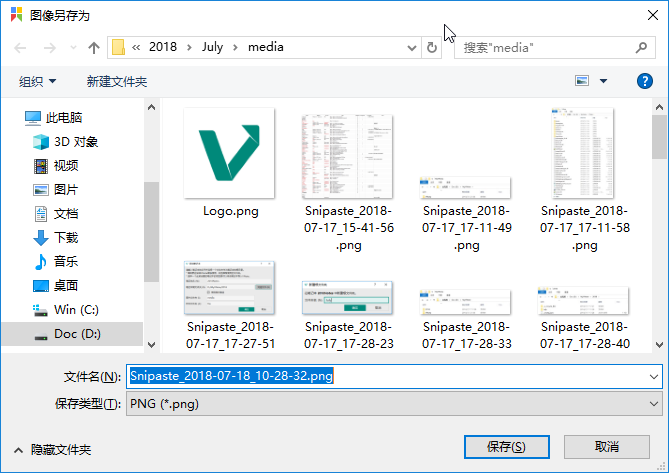 图像另存为
« 2018 > July > media
搜索"media"
组织
新建文件夹
此电脑
3D 对象
视频
图片
文档
下载
音乐
桌面
Win (C:)
Doc (D:)
Logo.png
Snipaste_2018-
07-17_15-41-56
.png
Snipaste_2018-
07-17_17-11-49
.png
Snipaste_2018-
07-17_17-11-58
.png
Snipaste_2018-
07-17_17-27-51
Snipaste_2018-
07-17_17-28-23
Snipaste_2018-
07-17_17-28-33
Snipaste_2018-
07-17_17-28-40
文件名(N):
Snipaste_2018-07-18_10-28-32.png
保存类型(T):
PNG (*.png)
隐藏文件夹
保存(S)
取消